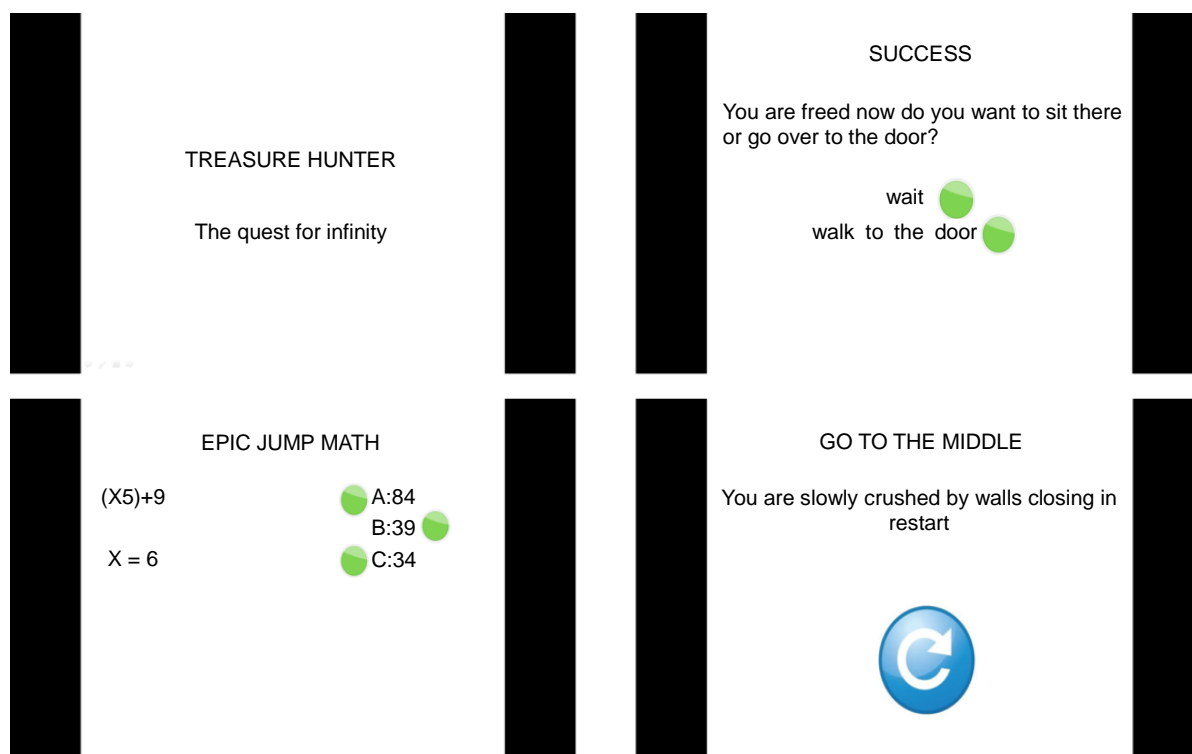 TREASURE HUNTER
The quest for infinity
SUCCESS
You are freed now do you want to sit there
or go over to the door?
wait
walk to the door
EPIC JUMP MATH
(X5)+9
A:84
B:39
X = 6
C:34
GO TO THE MIDDLE
You are slowly crushed by walls closing in
restart